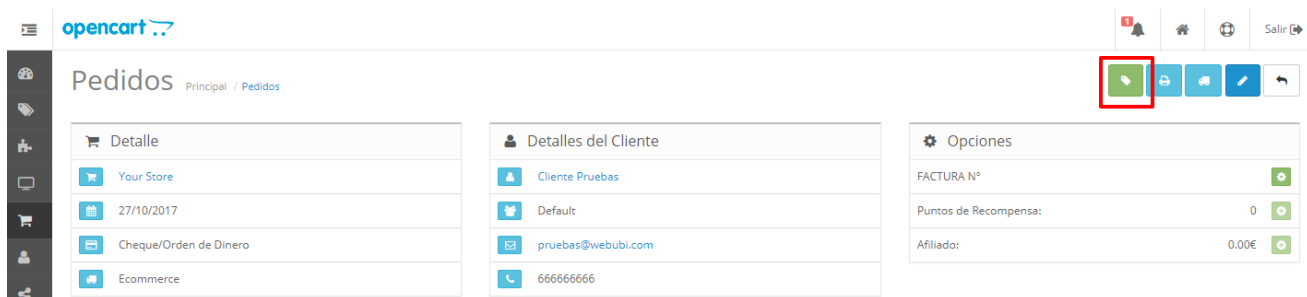 opencart
1
Salir
Pedidos Principal / Pedidos
Detalle
Your Store
27/10/2017
Cheque/Orden de Dinero
Ecommerce
Detalles del Cliente
Cliente Pruebas
Default
pruebas@webubi.com
666666666
Opciones
FACTURA Nº
Puntos de Recompensa: 0
Afiliado: 0.00€